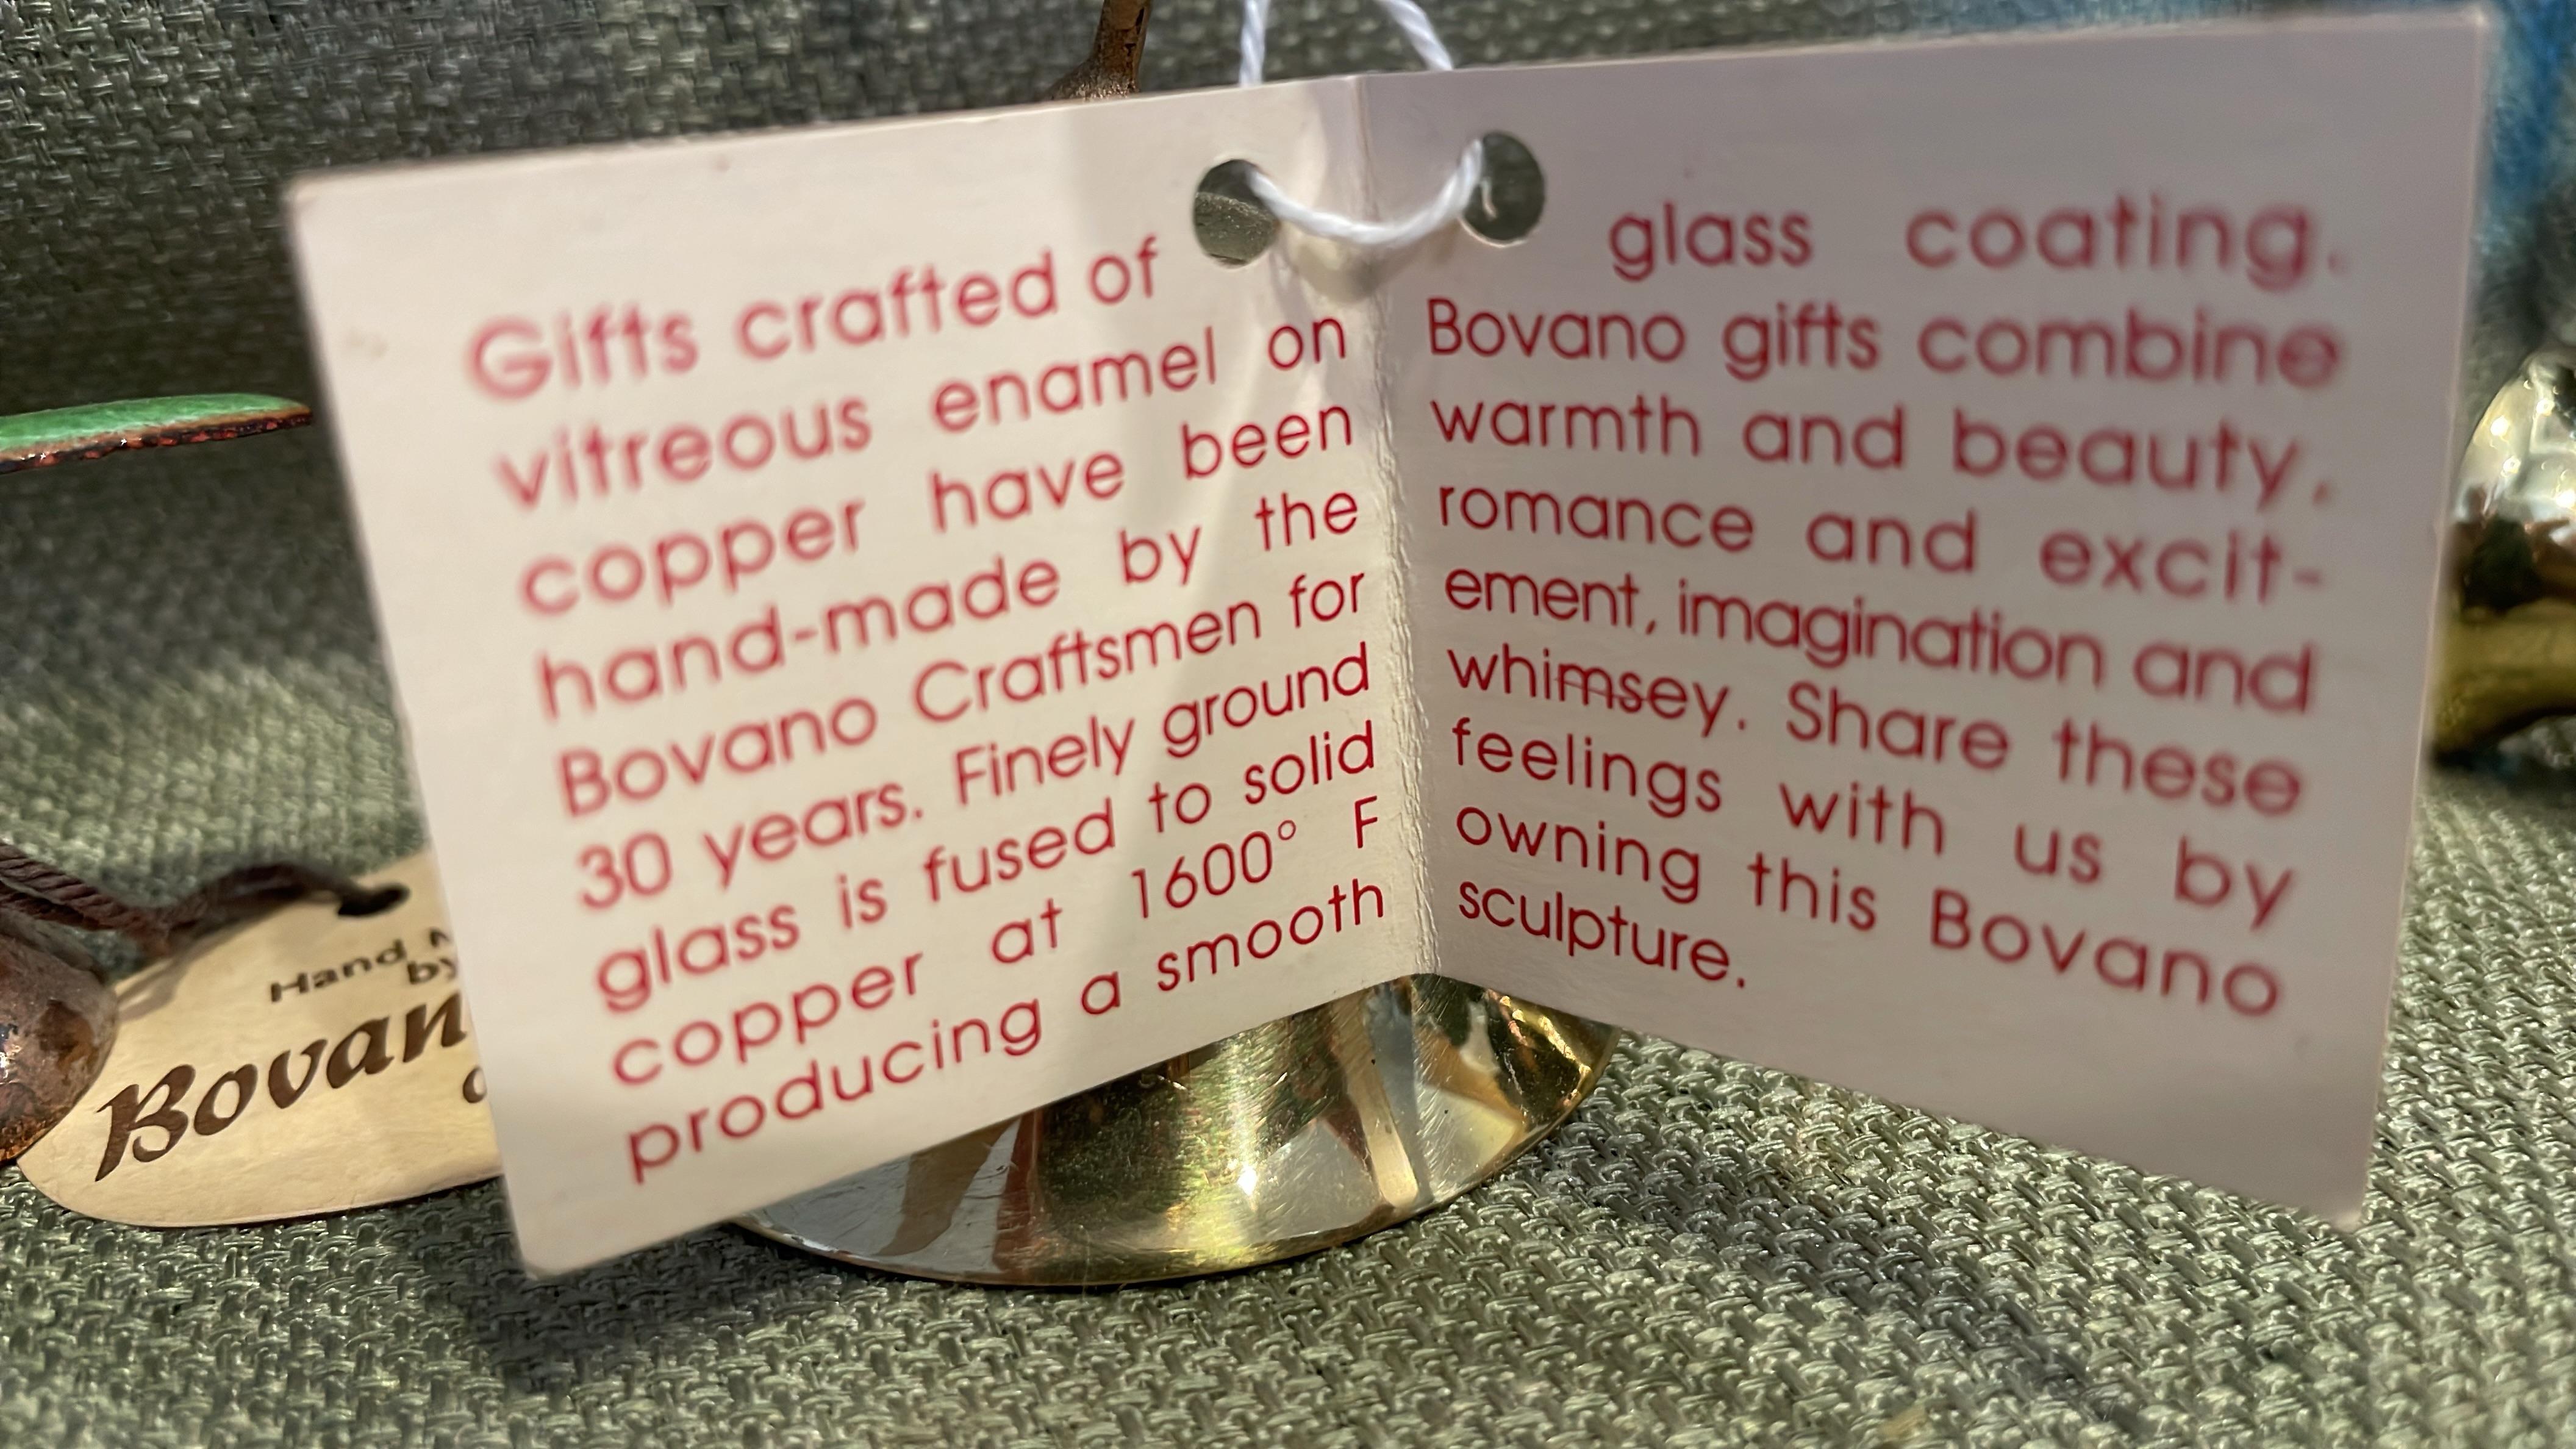 Gifts crafted of
vitreous enamel on
copper have been
hand-made by the
Bovano Craftsmen for
30 years. Finely ground
glass is fused to solid
copper at 1600° F
producing a smooth
glass coating.
Bovano gifts combine
warmth and beauty,
romance and excit-
ement, imagination and
whimsey. Share these
feelings with us by
owning this Bovano
sculpture.
Hand
by
Bovan